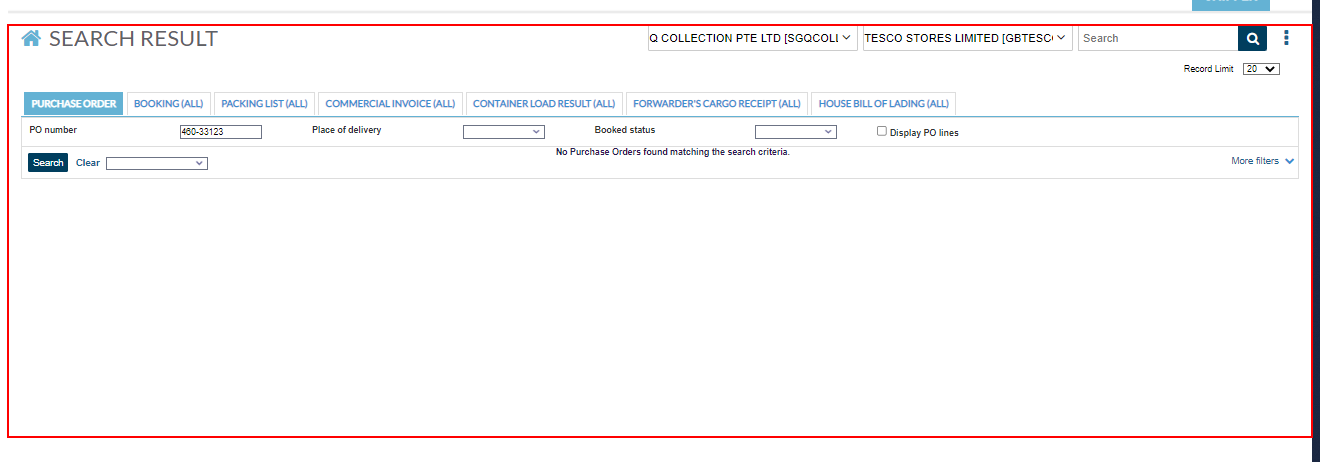 SEARCH RESULT
Q COLLECTION PTE LTD [SGQCOLI
TESCO STORES LIMITED [GBTESC
Search
Record Limit 20
PURCHASE ORDER BOOKING (ALL) PACKING LIST (ALL) COMMERCIAL INVOICE (ALL) CONTAINER LOAD RESULT (ALL) FORWARDER'S CARGO RECEIPT (ALL) HOUSE BILL OF LADING (ALL)
PO number 460-33123 Place of delivery Booked status Display PO lines
No Purchase Orders found matching the search criteria.
Search Clear More filters